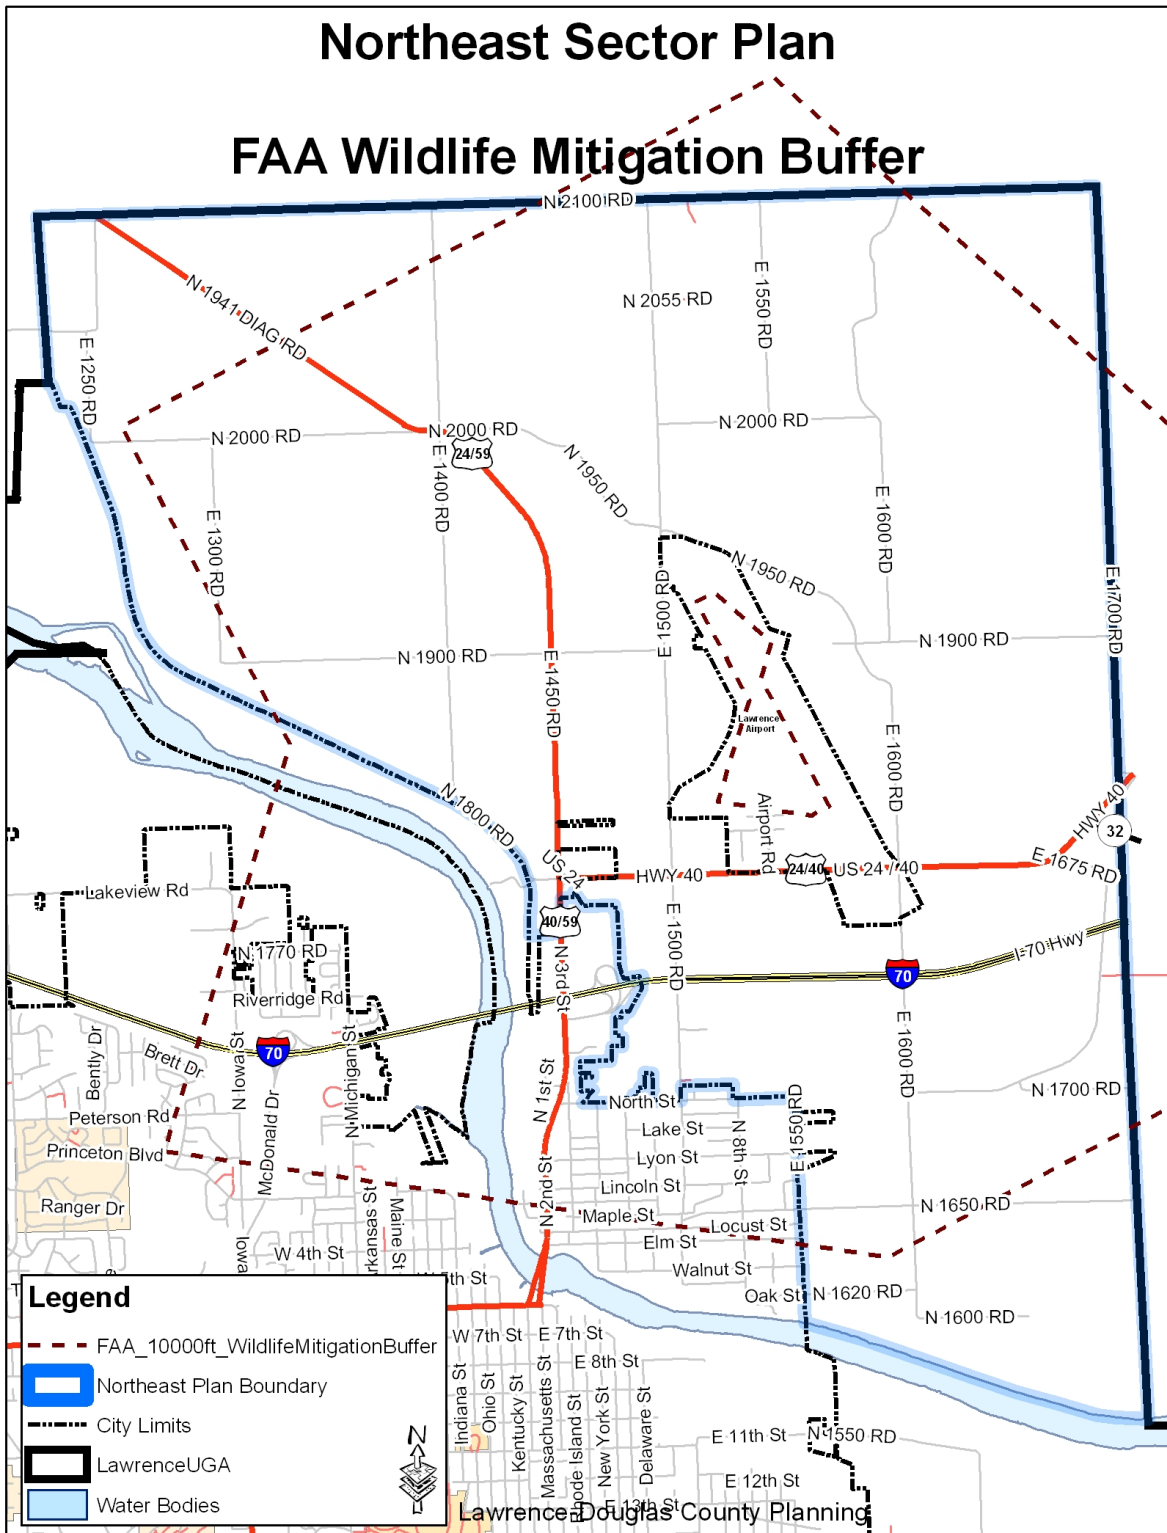 Northeast Sector Plan
FAA Wildlife Mitigation Buffer
N 2100 RD
N 1941 DIAG RD
N 2055 RD
E 1550 RD
E 1250 RD
N 2000 RD
N 2000 RD
N 2000 RD
24/59
E 1400 RD
N 1950 RD
E 1300 RD
E 1600 RD
N 1950 RD
E 1500 RD
E 1700 RD
N 1900 RD
N 1900 RD
E 1450 RD
Lawrence
Airport
E 1600 RD
N 1800 RD
Airport Rd
HWY 40
32
US 24
HWY 40
24/40
US 24 / 40
E 1675 RD
Lakeview Rd
40/59
E 1500 RD
N 1770 RD
N 3rd St
I-70 Hwy
70
Riverridge Rd
70
Bently Dr
Brett Dr
N Iowa St
N Michigan St
McDonald Dr
E 1600 RD
N 1st St
N 1700 RD
Peterson Rd
North St
E 1550 RD
Lake St
N 8th St
Princeton Blvd
Lyon St
Lincoln St
N 2nd St
Ranger Dr
Maple St
Locust St
N 1650 RD
Maine St
Elm St
W 4th St
Iowa
Walnut St
Oak St
N 1620 RD
N 1600 RD
W 7th St
E 7th St
E 8th St
Indiana St
Ohio St
Kentucky St
Massachusetts St
New York St
Delaware St
E 11th St
N 1550 RD
E 12th St
E 13th St
Legend
FAA_10000ft_WildlifeMitigationBuffer
Northeast Plan Boundary
City Limits
LawrenceUGA
Water Bodies
N
Lawrence Douglas County Planning